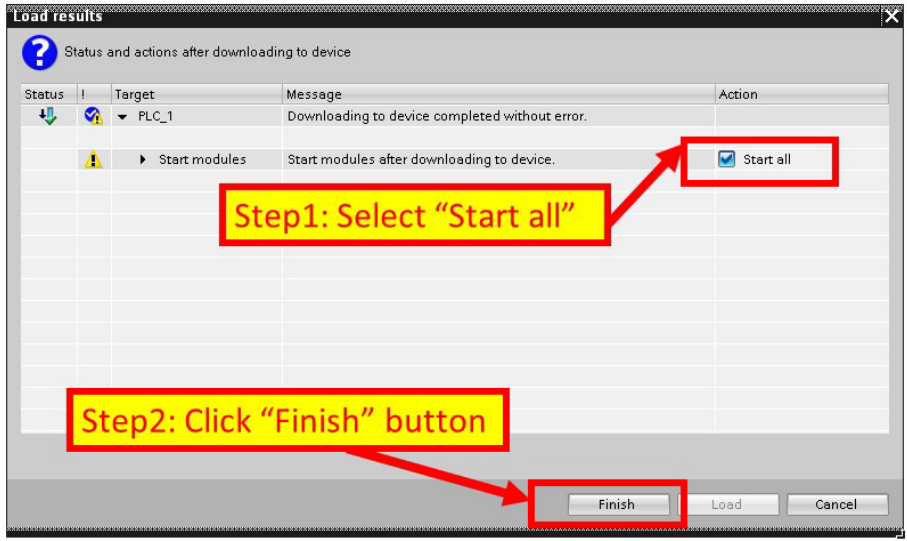 Load results
Status and actions after downloading to device
Status ! Target Message Action
PLC_1 Downloading to device completed without error.
Start modules Start modules after downloading to device. Start all
Step1: Select “Start all”
Step2: Click “Finish” button
Finish Load Cancel